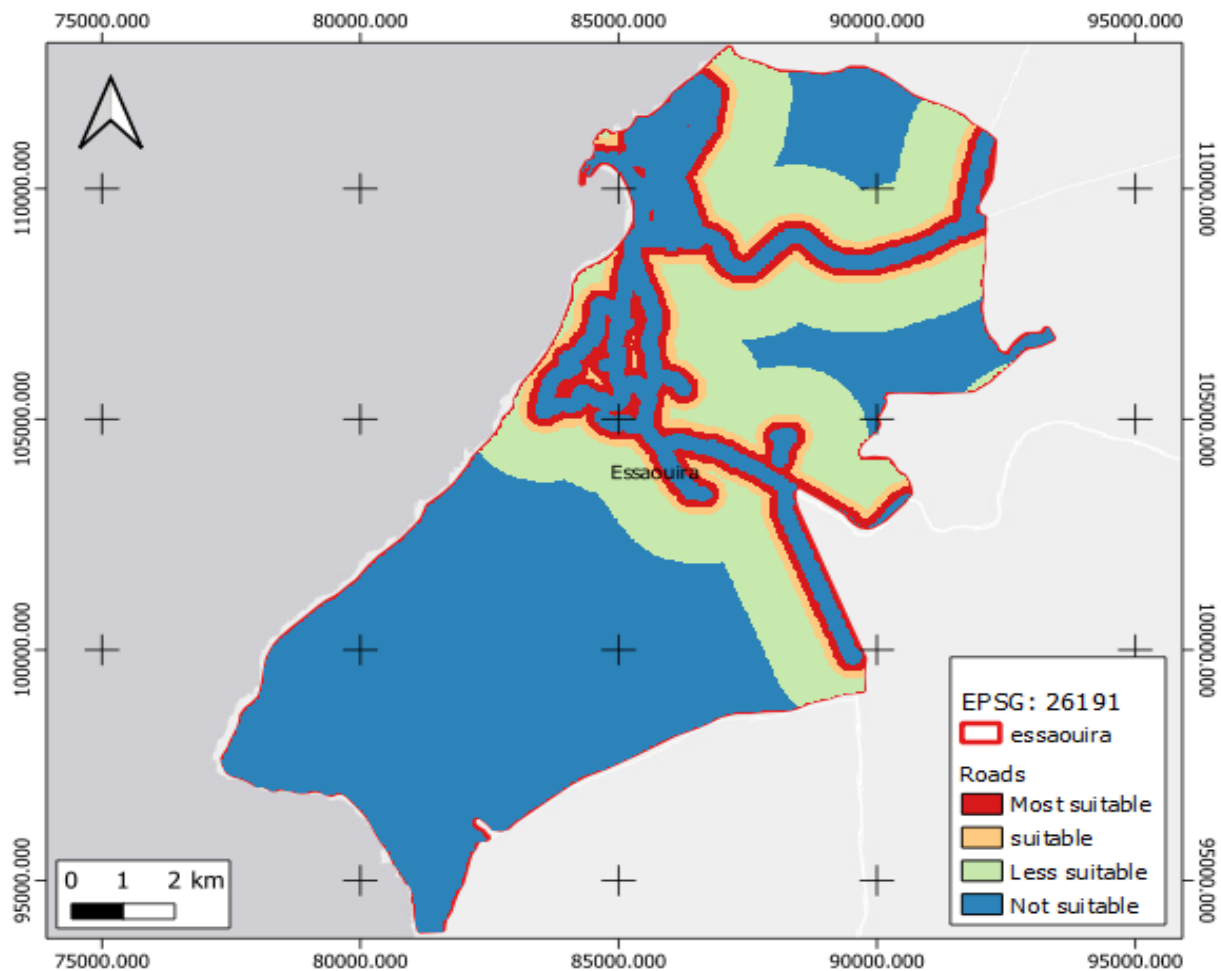 75000.000 80000.000 85000.000 90000.000 95000.000
110000.000 110000.000
105000.000 105000.000
Essaouira
100000.000 100000.000
EPSG: 26191
essaouira
Roads
Most suitable
suitable
Less suitable
Not suitable
95000.000 95000.000
0 1 2 km
75000.000 80000.000 85000.000 90000.000 95000.000